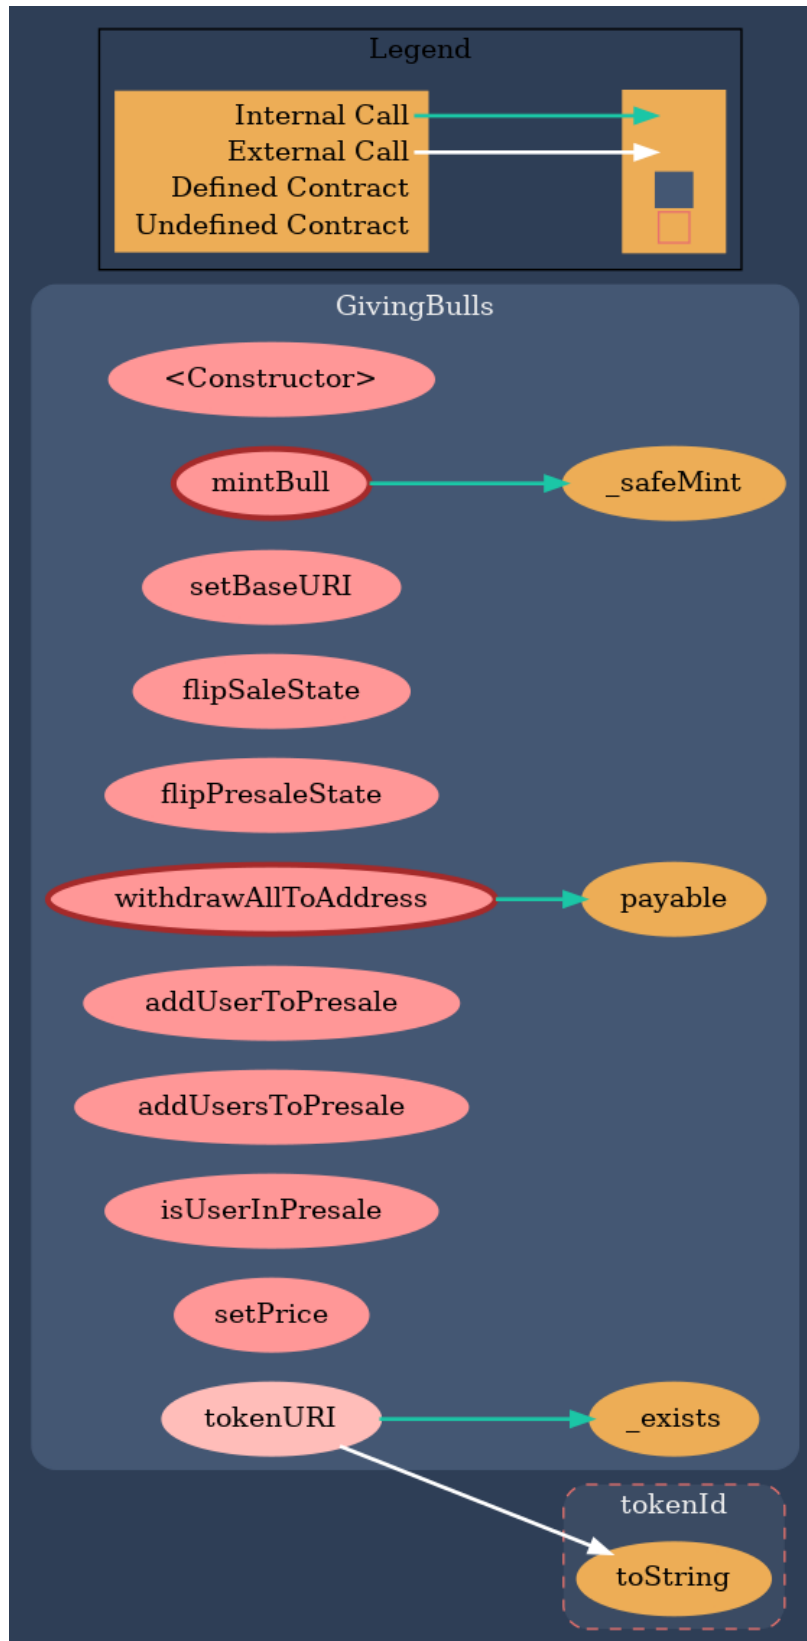 Legend
Internal Call
External Call
Defined Contract
Undefined Contract
GivingBulls
<Constructor>
mintBull
_safeMint
setBaseURI
flipSaleState
flipPresaleState
withdrawAllToAddress
payable
addUserToPresale
addUsersToPresale
isUserInPresale
setPrice
tokenURI
_exists
tokenId
toString